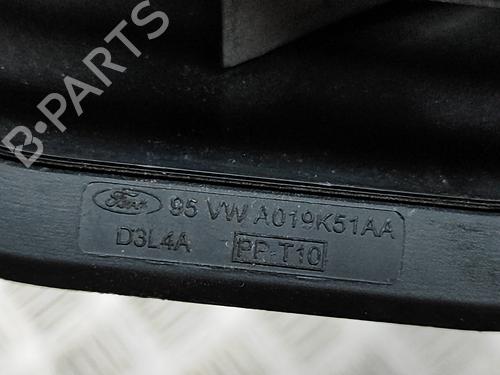 B-PARTS
Ford
95 VW A019K51AA
D3L4A PP-T10